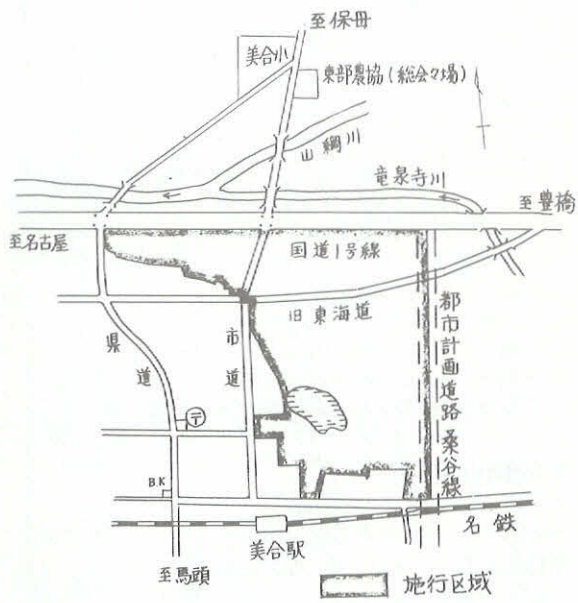 至保母
美合小
東部農協(総会々場)
山綱川
竜泉寺川
至豊橋
至名古屋
国道1号線
旧東海道
県道
市道
都市計画道路 桑谷線
〒
B.K
名鉄
美合駅
至馬頭
施行区域